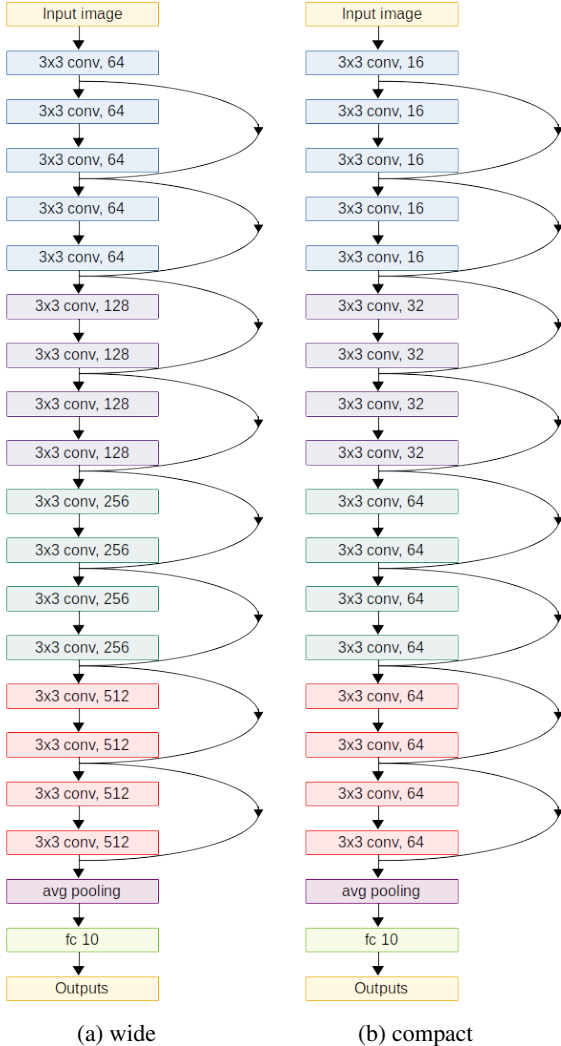 Input image
3x3 conv, 64
3x3 conv, 64
3x3 conv, 64
3x3 conv, 64
3x3 conv, 64
3x3 conv, 128
3x3 conv, 128
3x3 conv, 128
3x3 conv, 128
3x3 conv, 256
3x3 conv, 256
3x3 conv, 256
3x3 conv, 256
3x3 conv, 512
3x3 conv, 512
3x3 conv, 512
3x3 conv, 512
avg pooling
fc 10
Outputs
(a) wide
Input image
3x3 conv, 16
3x3 conv, 16
3x3 conv, 16
3x3 conv, 16
3x3 conv, 16
3x3 conv, 32
3x3 conv, 32
3x3 conv, 32
3x3 conv, 32
3x3 conv, 64
3x3 conv, 64
3x3 conv, 64
3x3 conv, 64
3x3 conv, 64
3x3 conv, 64
3x3 conv, 64
3x3 conv, 64
avg pooling
fc 10
Outputs
(b) compact